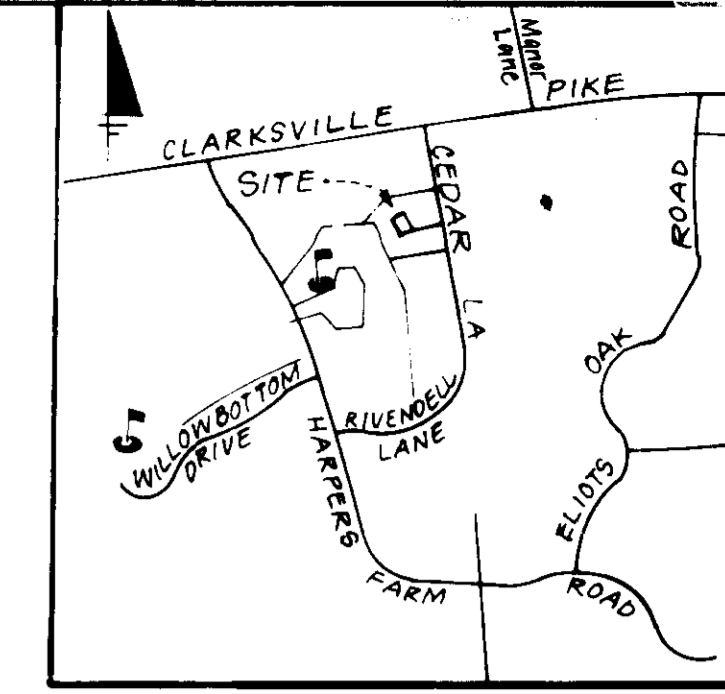 Manor
Lane
PIKE
CLARKSVILLE
SITE
CEDAR
LA
ROAD
OAK
ELIOTS
WILLOWBOTTOM
DRIVE
RIVENDELL
LANE
HARPERS
FARM
ROAD